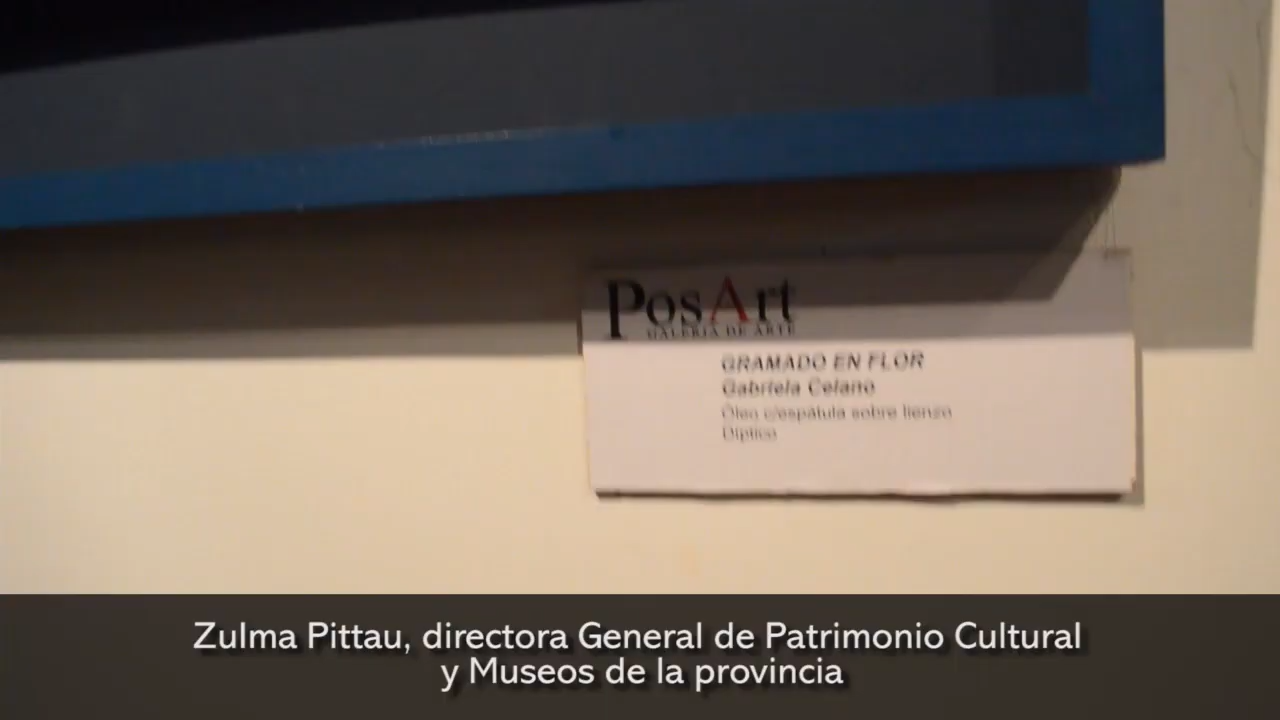 PosArt
GALERÍA DE ARTE
GRAMADO EN FLOR
Gabriela Celano
Óleo c/espátula sobre lienzo
Díptico
Zulma Pittau, directora General de Patrimonio Cultural
y Museos de la provincia